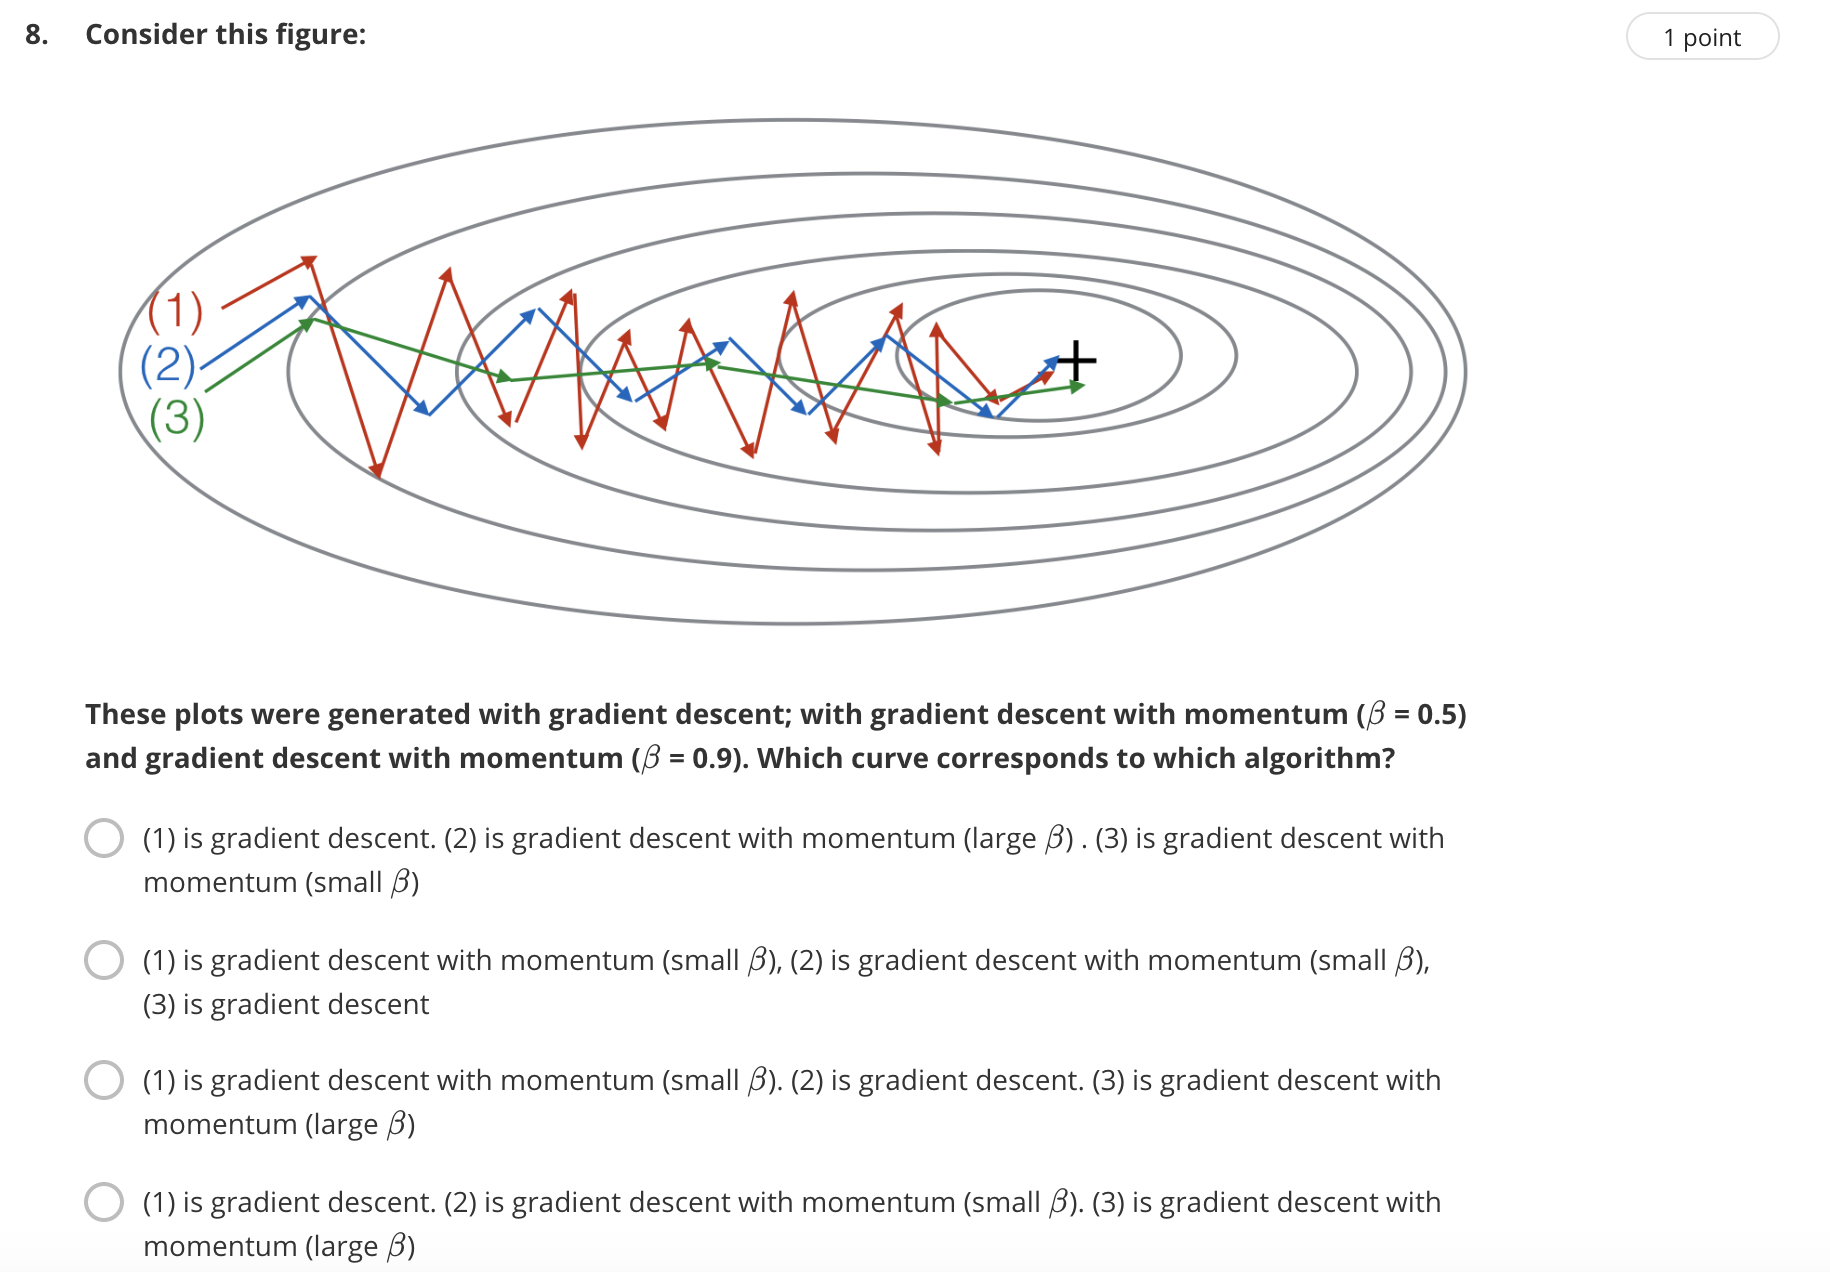 8. Consider this figure:
1 point
(1)
(2)
(3)
These plots were generated with gradient descent; with gradient descent with momentum (β = 0.5)
and gradient descent with momentum (β = 0.9). Which curve corresponds to which algorithm?
(1) is gradient descent. (2) is gradient descent with momentum (large β) . (3) is gradient descent with
momentum (small β)
(1) is gradient descent with momentum (small β), (2) is gradient descent with momentum (small β),
(3) is gradient descent
(1) is gradient descent with momentum (small β). (2) is gradient descent. (3) is gradient descent with
momentum (large β)
(1) is gradient descent. (2) is gradient descent with momentum (small β). (3) is gradient descent with
momentum (large β)